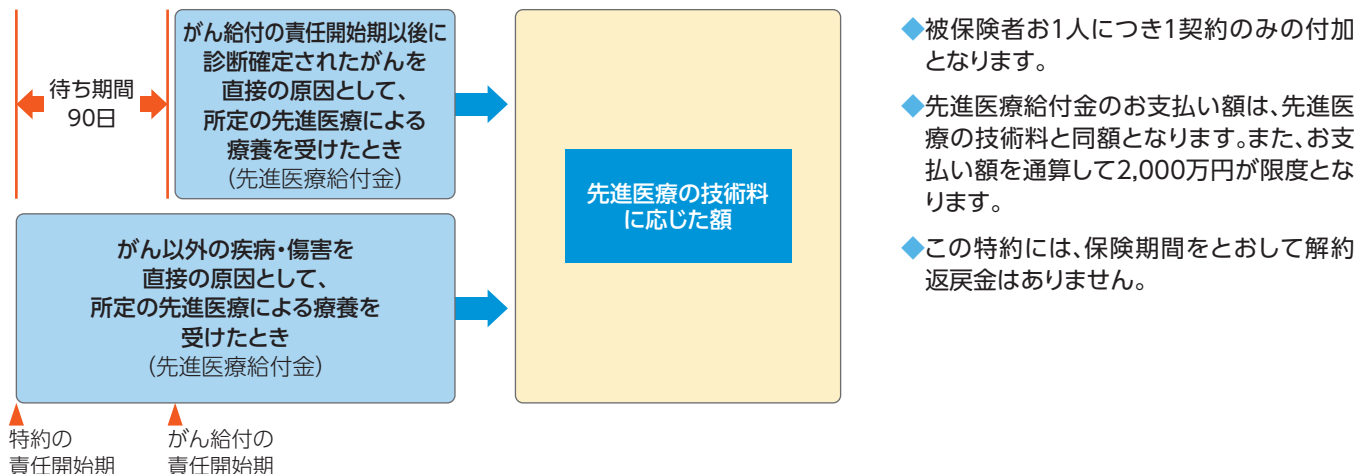 待ち期間
90日
がん給付の責任開始期以後に
診断確定されたがんを
直接の原因として、
所定の先進医療による
療養を受けたとき
(先進医療給付金)
がん以外の疾病・傷害を
直接の原因として、
所定の先進医療による療養を
受けたとき
(先進医療給付金)
特約の
責任開始期
がん給付の
責任開始期
先進医療の技術料
に応じた額
◆被保険者お1人につき1契約のみの付加
となります。
◆先進医療給付金のお支払い額は、先進医
療の技術料と同額となります。また、お支
払い額を通算して2,000万円が限度とな
ります。
◆この特約には、保険期間をとおして解約
返戻金はありません。